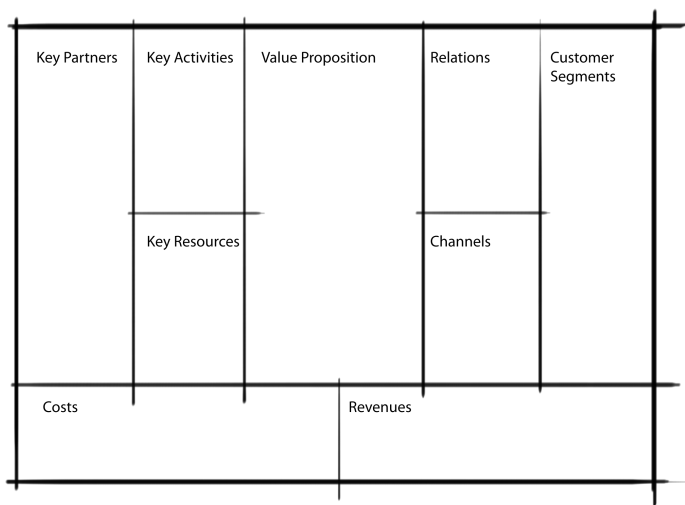 Key Partners
Key Activities
Value Proposition
Relations
Customer
Segments
Key Resources
Channels
Costs
Revenues